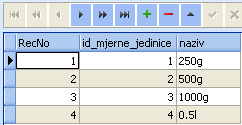 RecNo id_mjerne_jedinice naziv
1 1 250g
2 2 500g
3 3 1000g
4 4 0.5l